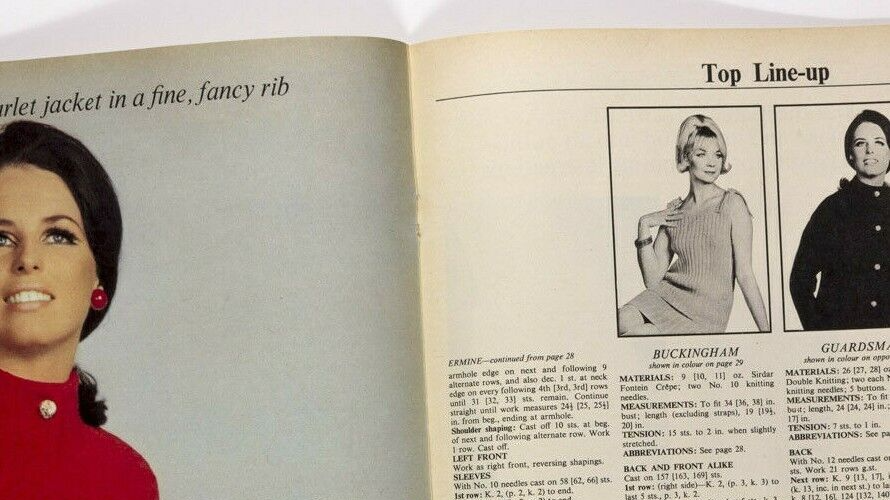 jacket in a fine, fancy rib
Top Line-up
ERMINE—continued from page 28
armhole edge on next and following 9
alternate rows, and also dec. 1 st. at neck
edge on every following 4th [3rd, 3rd] rows
until 31 [32, 33] sts. remain. Continue
straight until work measures 24½ [25, 25½]
in. from beg., ending at armhole.
Shoulder shaping: Cast off 10 sts. at beg.
of next and following alternate row. Work
1 row. Cast off.
LEFT FRONT
Work as right front, reversing shapings.
SLEEVES
With No. 10 needles cast on 58 [62, 66] sts.
1st row: K. 2, (p. 2, k. 2) to end.
BUCKINGHAM
shown in colour on page 29
MATERIALS: 9 [10, 11] oz. Sirdar
Fontein Crêpe; two No. 10 knitting
needles.
MEASUREMENTS: To fit 34 [36, 38] in.
bust; length (excluding straps), 19 [19½,
20] in.
TENSION: 15 sts. to 2 in. when slightly
stretched.
ABBREVIATIONS: See page 28.
BACK AND FRONT ALIKE
Cast on 157 [163, 169] sts.
1st row: (right side)—K. 2, (p. 3, k. 3) to
last 5 sts., p. 3, k. 2.
GUARDSMA
shown in colour on oppo
MATERIALS: 26 [27, 28] oz
Double Knitting; two each
knitting needles; 5 buttons.
MEASUREMENTS: To fit
bust; length, 24 [24, 24] in.;
17] in.
TENSION: 7 sts. to 1 in.
ABBREVIATIONS: See pa
BACK
With No. 12 needles cast on
sts. Work 21 rows g.st.
Next row: K. 9 [13, 17],
(k. 13, inc. in next st.) to